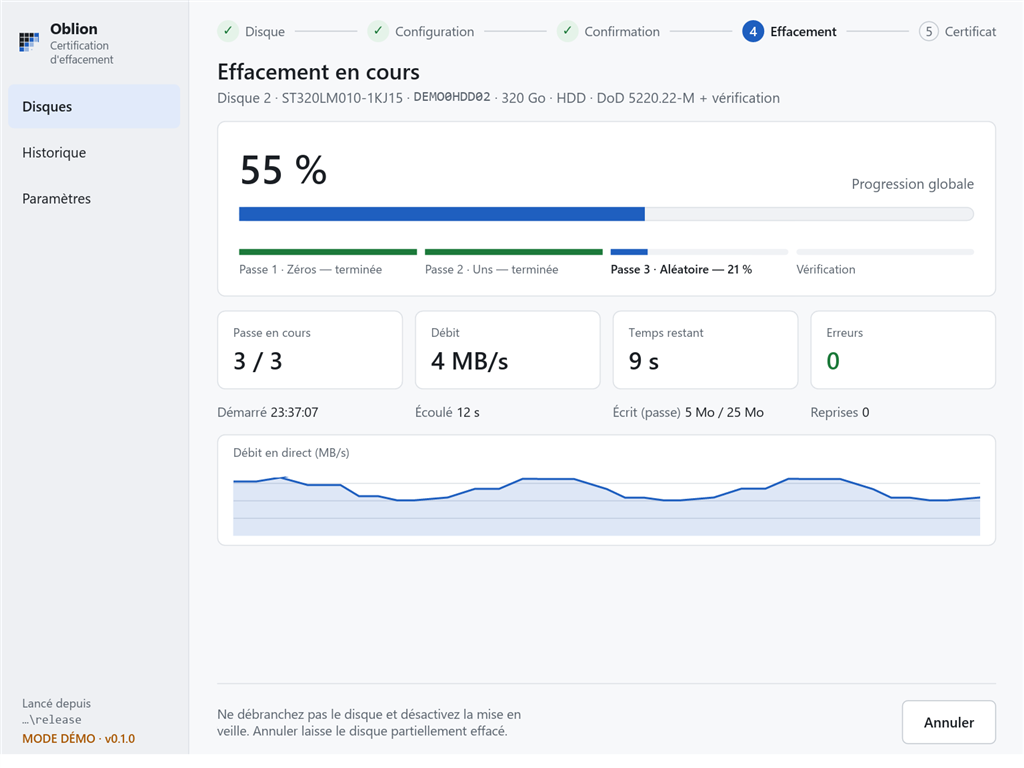 Oblion
Certification
d'effacement
Disques
Historique
Paramètres
Lancé depuis
…\release
MODE DÉMO · v0.1.0
✓ Disque
✓ Configuration
✓ Confirmation
4 Effacement
5 Certificat
Effacement en cours
Disque 2 · ST320LM010-1KJ15 · DEMO0HDD02 · 320 Go · HDD · DoD 5220.22-M + vérification
55 %
Progression globale
Passe 1 · Zéros — terminée
Passe 2 · Uns — terminée
Passe 3 · Aléatoire — 21 %
Vérification
Passe en cours
3 / 3
Débit
4 MB/s
Temps restant
9 s
Erreurs
0
Démarré 23:37:07
Écoulé 12 s
Écrit (passe) 5 Mo / 25 Mo
Reprises 0
Débit en direct (MB/s)
Ne débranchez pas le disque et désactivez la mise en
veille. Annuler laisse le disque partiellement effacé.
Annuler